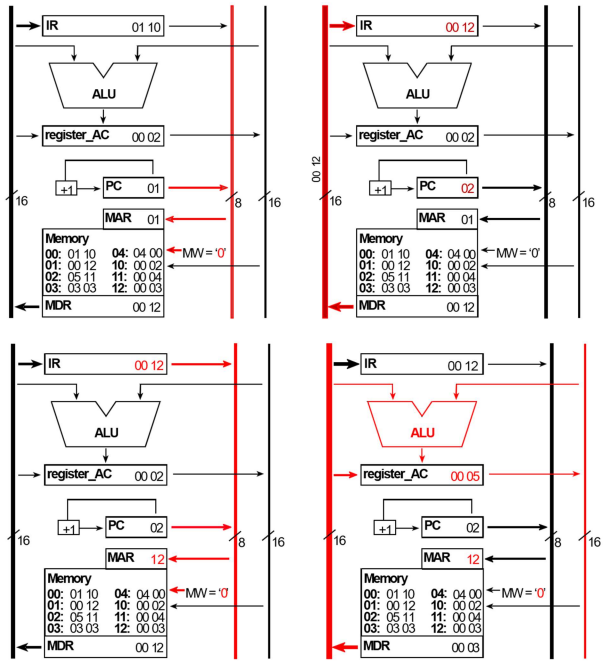 IR 01 10
ALU
register_AC 00 02
+1 PC 01
16 8 16
MAR 01
Memory
00: 01 10 04: 04 00 MW = '0'
01: 00 12 10: 00 02
02: 05 11 11: 00 04
03: 03 03 12: 00 03
MDR 00 12
IR 00 12
ALU
register_AC 00 02
00 12
+1 PC 02
16 8 16
MAR 01
Memory
00: 01 10 04: 04 00 MW = '0'
01: 00 12 10: 00 02
02: 05 11 11: 00 04
03: 03 03 12: 00 03
MDR 00 12
IR 00 12
ALU
register_AC 00 02
+1 PC 02
16 8 16
MAR 12
Memory
00: 01 10 04: 04 00 MW = '0'
01: 00 12 10: 00 02
02: 05 11 11: 00 04
03: 03 03 12: 00 03
MDR 00 12
IR 00 12
ALU
register_AC 00 05
+1 PC 02
16 8 16
MAR 12
Memory
00: 01 10 04: 04 00 MW = '0'
01: 00 12 10: 00 02
02: 05 11 11: 00 04
03: 03 03 12: 00 03
MDR 00 03